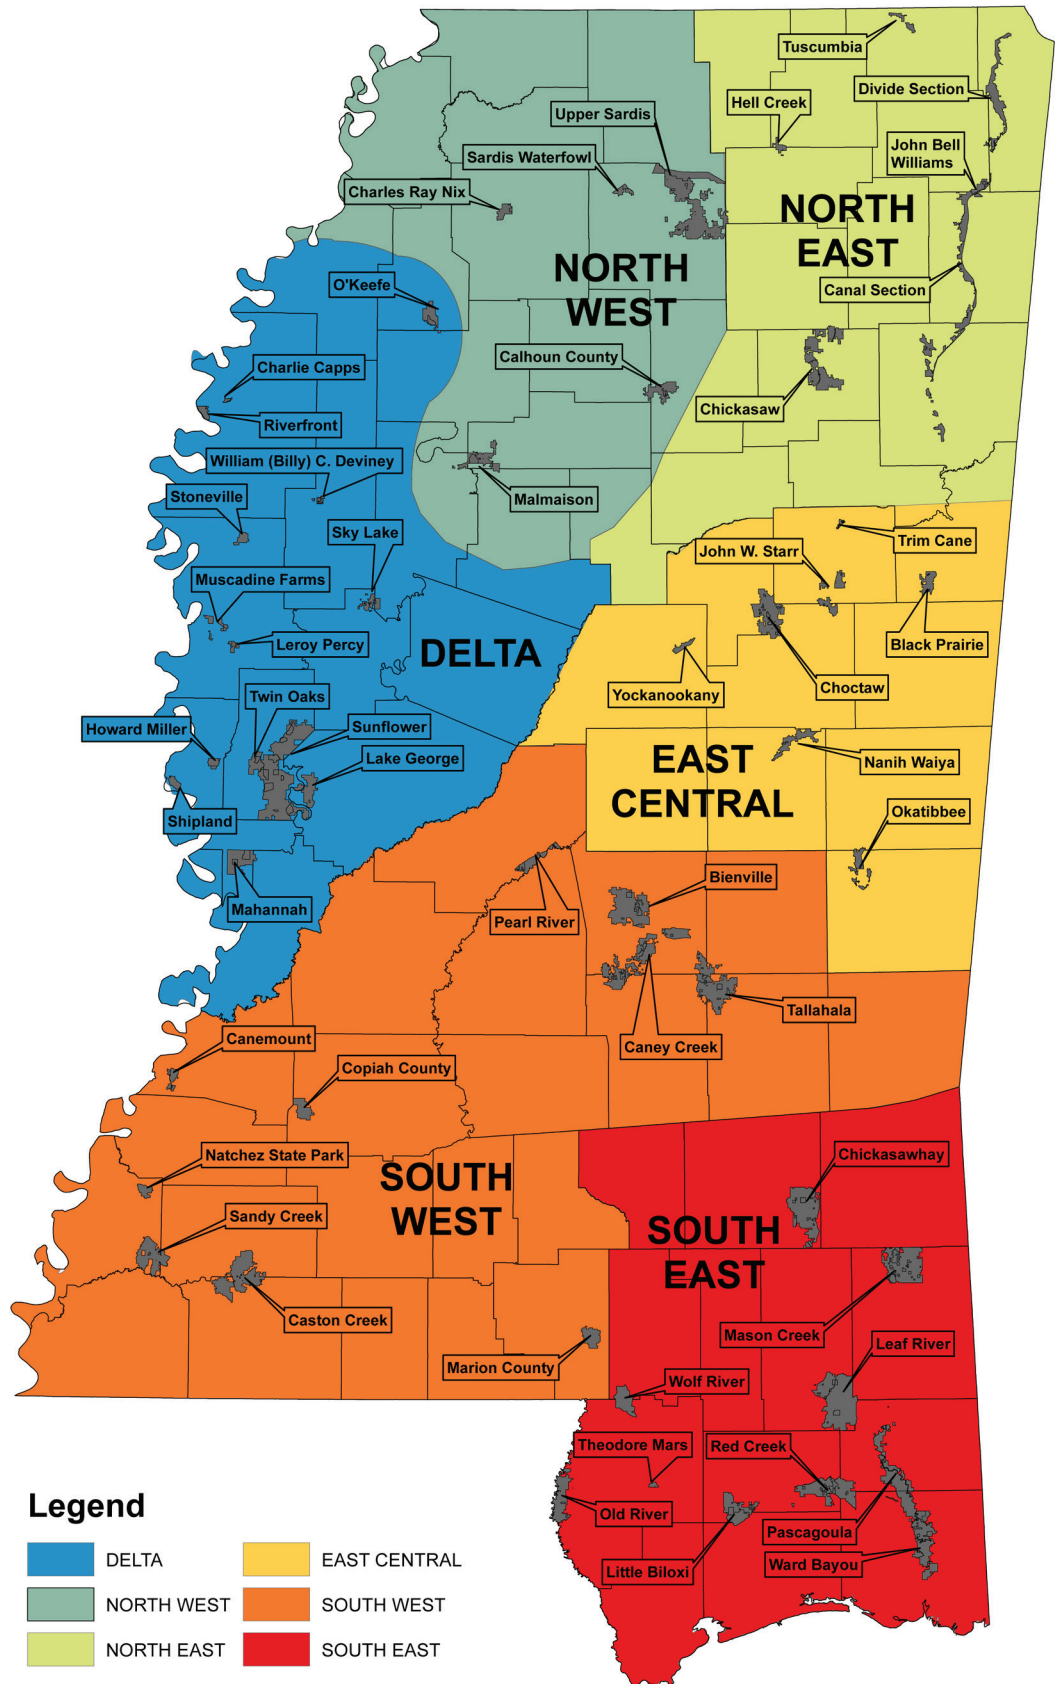 Tuscumbia
Divide Section
Hell Creek
Upper Sardis
John Bell
Williams
Sardis Waterfowl
Charles Ray Nix
NORTH
EAST
NORTH
WEST
O'Keefe
Canal Section
Calhoun County
Charlie Capps
Chickasaw
Riverfront
William (Billy) C. Deviney
Stoneville
Malmaison
Sky Lake
Trim Cane
John W. Starr
Muscadine Farms
Leroy Percy
DELTA
Black Prairie
Choctaw
Yockanookany
Twin Oaks
Howard Miller
Sunflower
Lake George
EAST
CENTRAL
Nanih Waiya
Shipland
Okatibbee
Bienville
Mahannah
Pearl River
Tallahala
Canemount
Caney Creek
Copiah County
Natchez State Park
Chickasawhay
SOUTH
WEST
Sandy Creek
SOUTH
EAST
Caston Creek
Mason Creek
Leaf River
Marion County
Wolf River
Theodore Mars
Red Creek
Old River
Pascagoula
Little Biloxi
Ward Bayou
Legend
DELTA
EAST CENTRAL
NORTH WEST
SOUTH WEST
NORTH EAST
SOUTH EAST